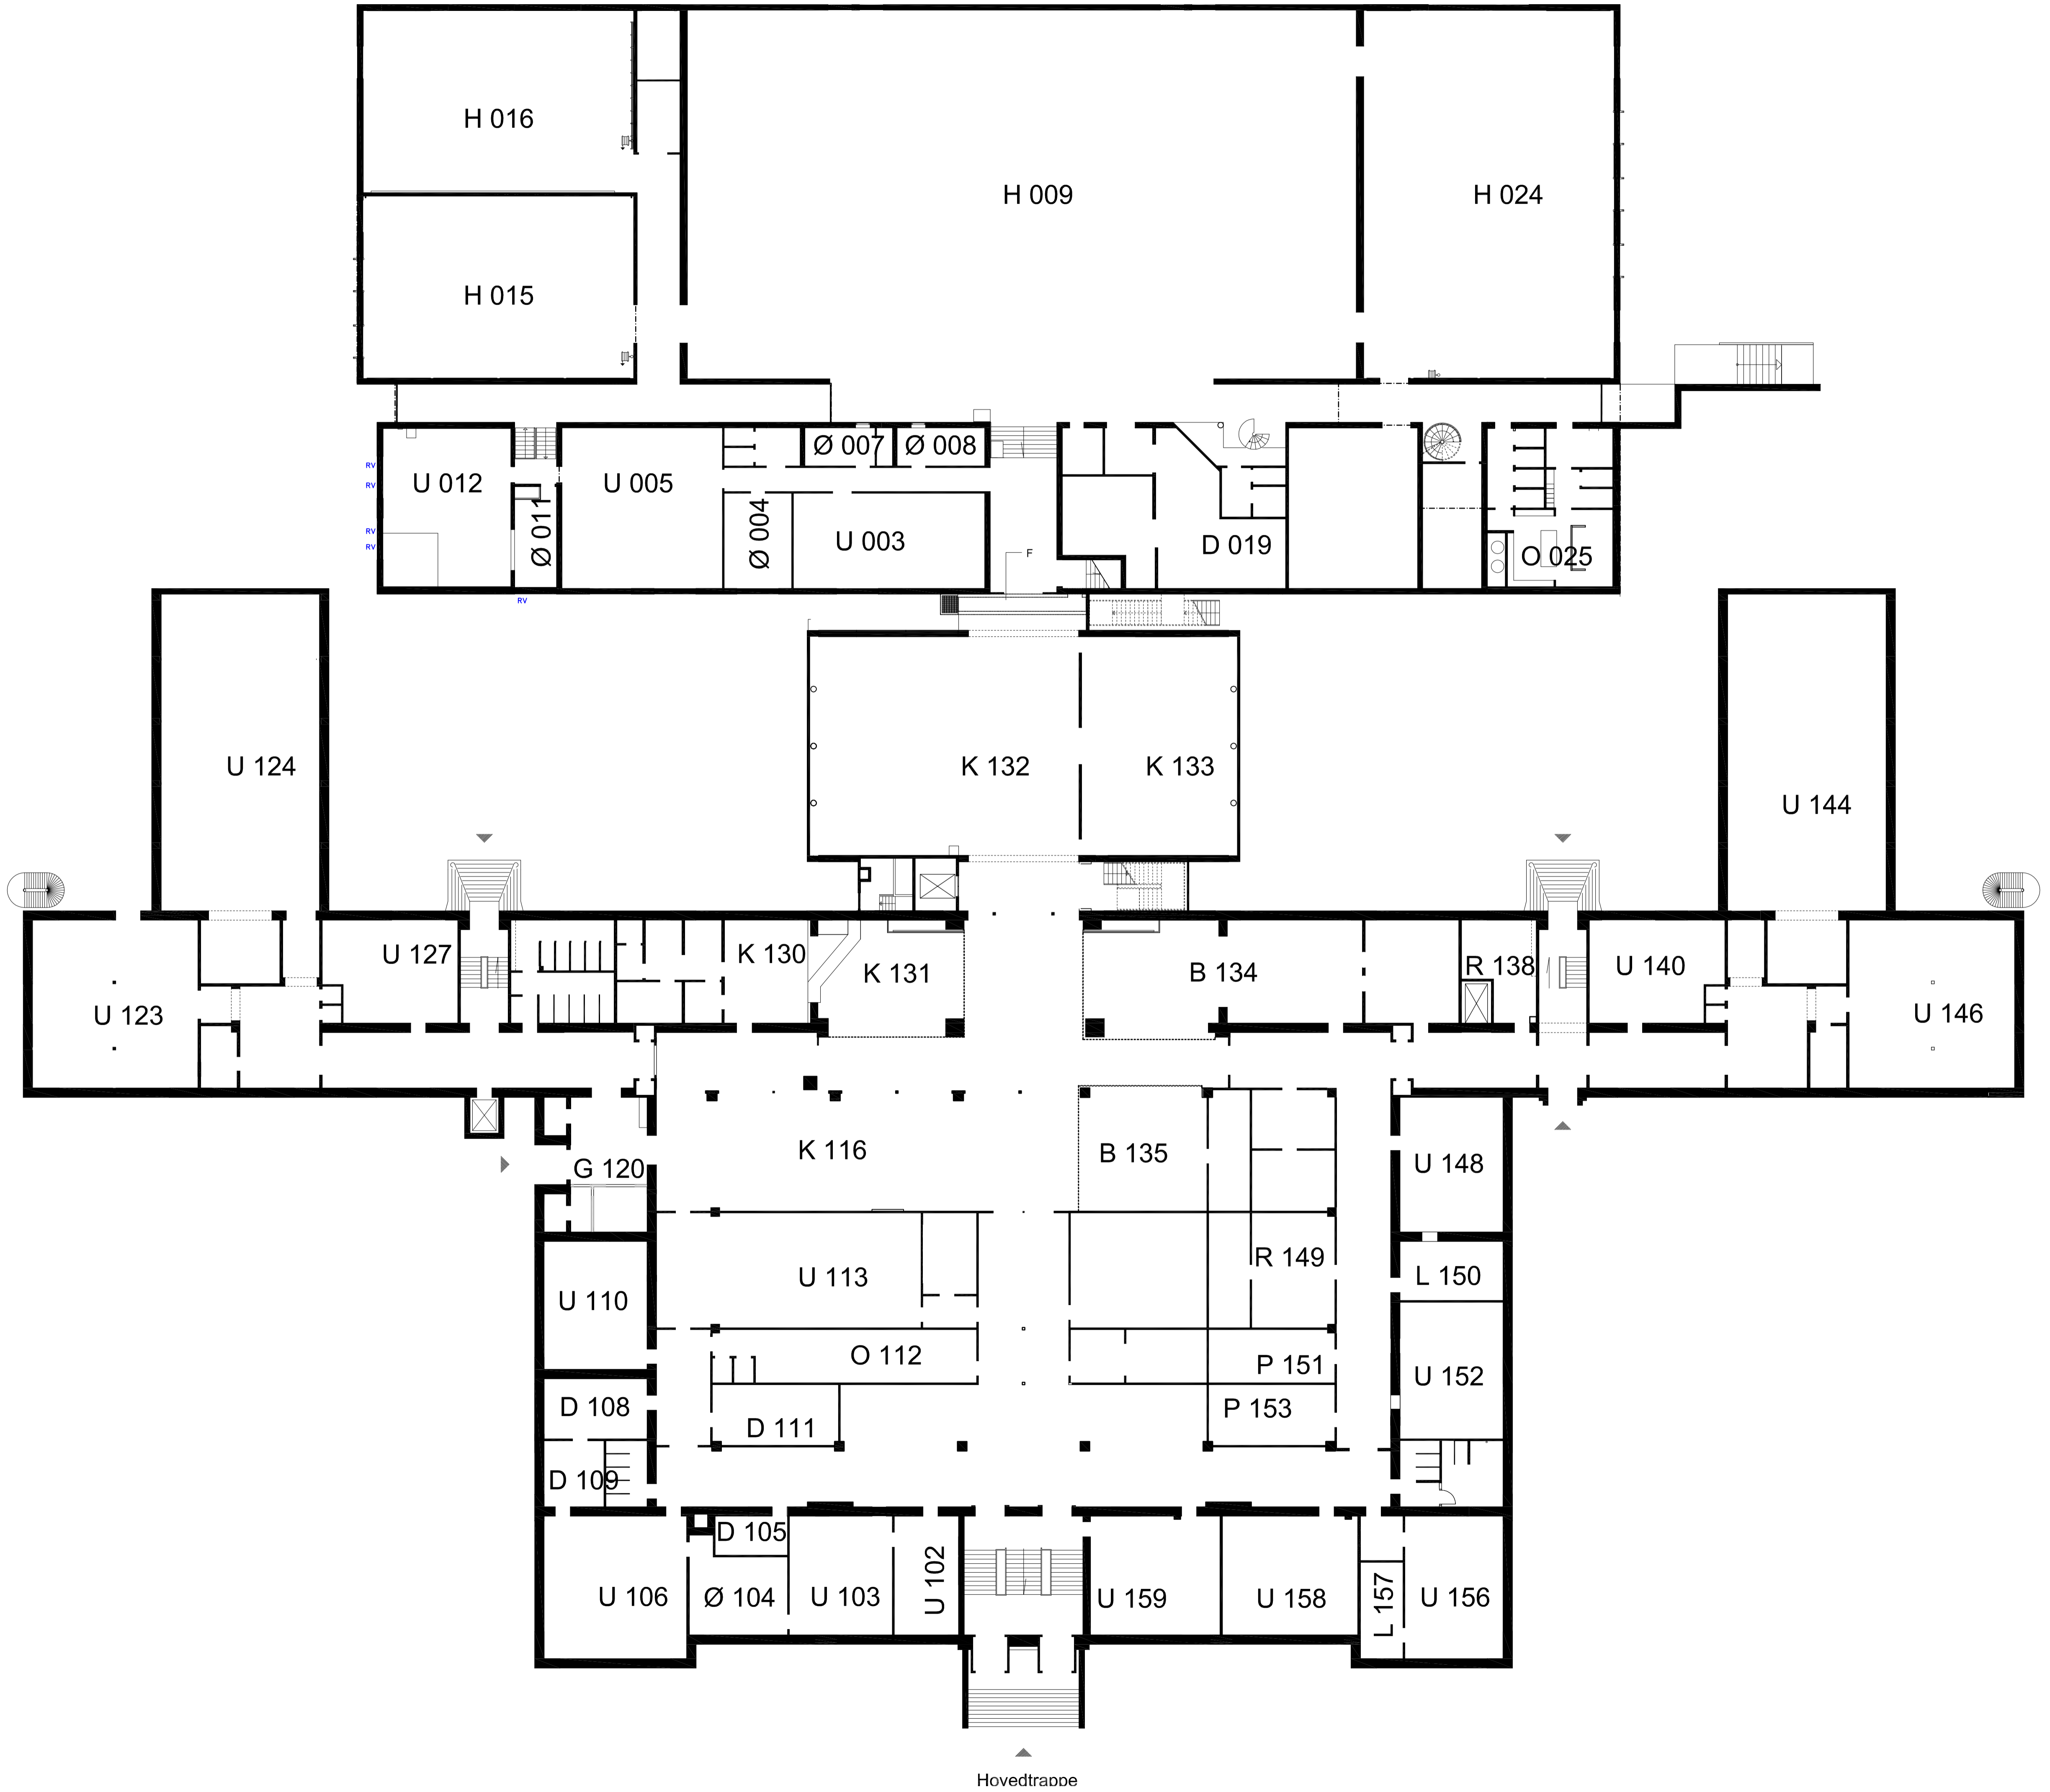 H 016
H 009
H 024
H 015
Ø 007
Ø 008
RV
U 012
U 005
RV
Ø 011
Ø 004
U 003
D 019
RV
F
O 025
RV
RV
U 124
K 132
K 133
U 144
U 127
K 130
K 131
B 134
R 138
U 140
U 123
U 146
K 116
B 135
G 120
U 148
U 113
R 149
L 150
U 110
O 112
P 151
U 152
D 108
D 111
P 153
D 109
D 105
U 106
Ø 104
U 103
U 102
U 159
U 158
L 157
U 156
Hovedtrappe